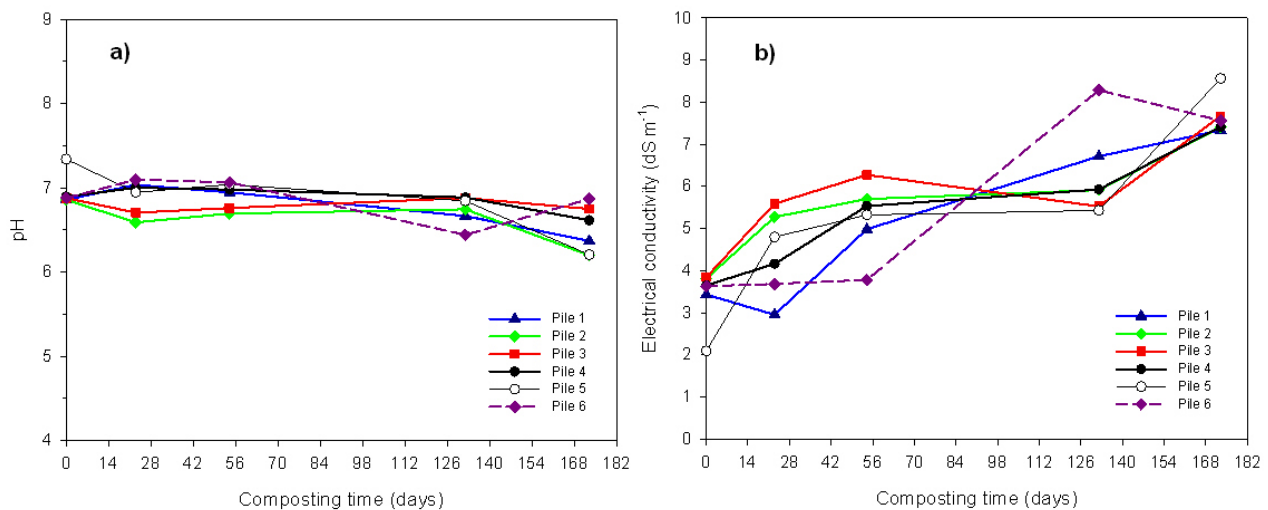 a)
9
8
7
6
5
4
pH
0 14 28 42 56 70 84 98 112 126 140 154 168 182
Composting time (days)
Pile 1
Pile 2
Pile 3
Pile 4
Pile 5
Pile 6
b)
10
9
8
7
6
5
4
3
2
1
0
Electrical conductivity (dS m-1)
0 14 28 42 56 70 84 98 112 126 140 154 168 182
Composting time (days)
Pile 1
Pile 2
Pile 3
Pile 4
Pile 5
Pile 6